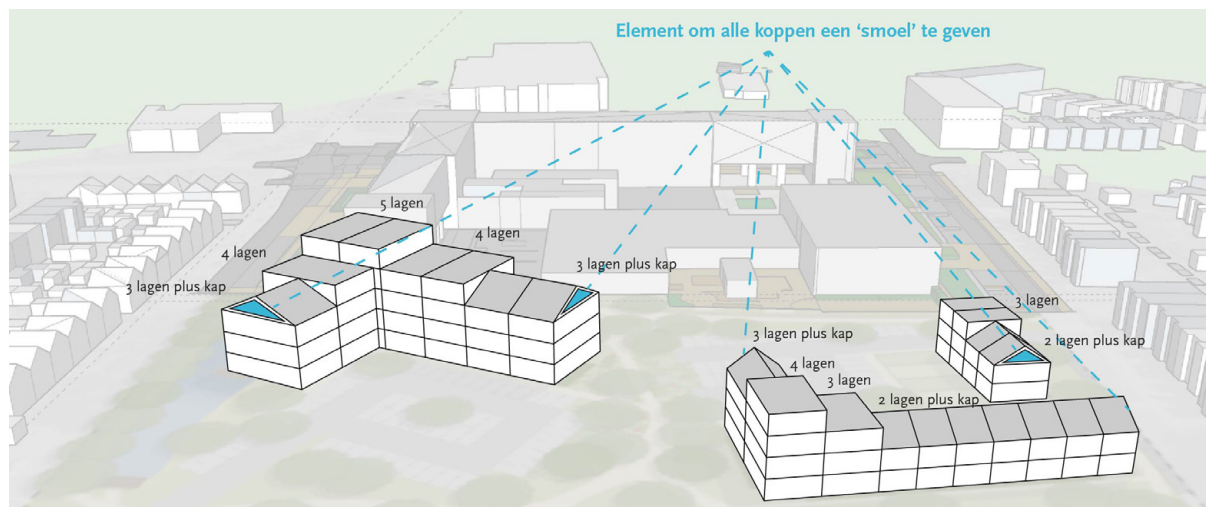 Element om alle koppen een ‘smoel’ te geven
5 lagen
4 lagen
4 lagen
3 lagen plus kap
3 lagen plus kap
3 lagen
3 lagen plus kap
2 lagen plus kap
4 lagen
3 lagen
2 lagen plus kap